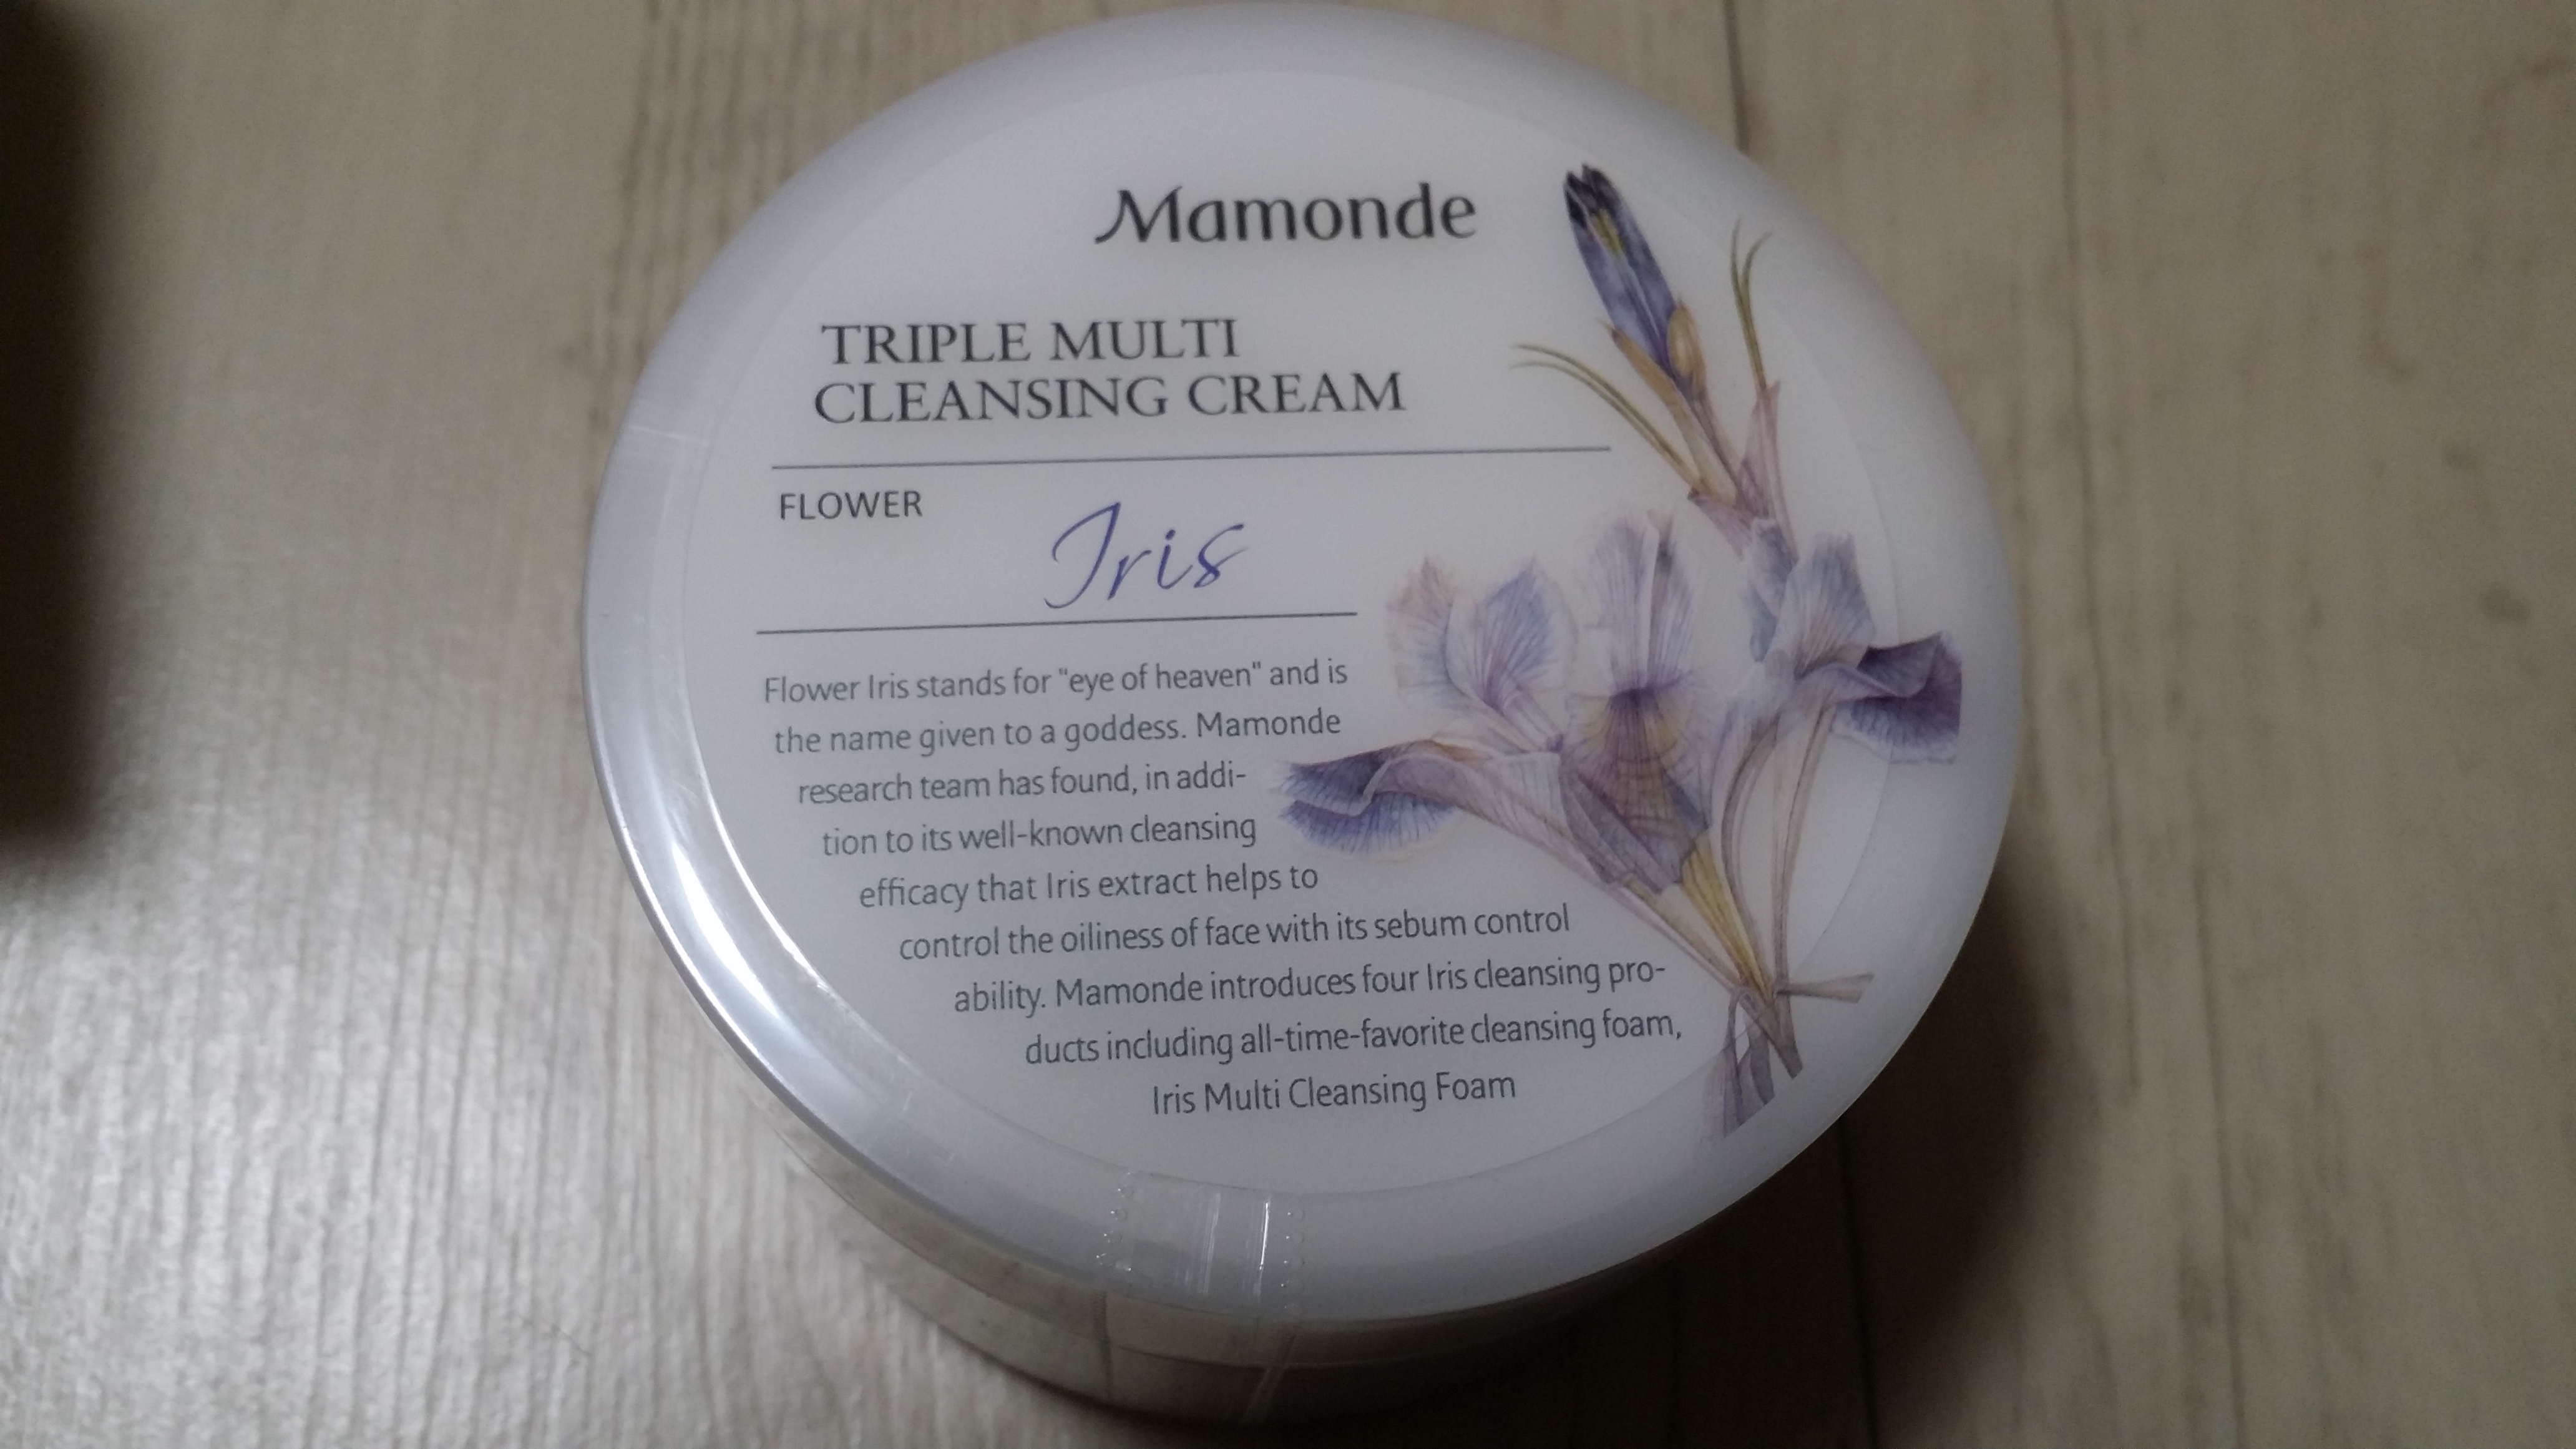 Mamonde
TRIPLE MULTI
CLEANSING CREAM
FLOWER
Iris
Flower Iris stands for "eye of heaven" and is
the name given to a goddess. Mamonde
research team has found, in addi-
tion to its well-known cleansing
efficacy that Iris extract helps to
control the oiliness of face with its sebum control
ability. Mamonde introduces four Iris cleansing pro-
ducts including all-time-favorite cleansing foam,
Iris Multi Cleansing Foam